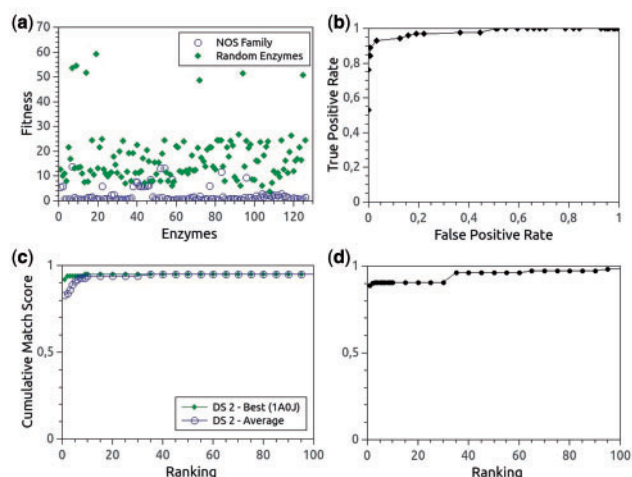 (a)
70
60
50
40
30
20
10
0
Fitness
NOS Family
Random Enzymes
0 20 40 60 80 100 120
Enzymes
(b)
1
0,8
0,6
0,4
0,2
0
True Positive Rate
0 0,2 0,4 0,6 0,8 1
False Positive Rate
(c)
1
0,5
0
Cumulative Match Score
DS 2 - Best (1A0J)
DS 2 - Average
0 20 40 60 80 100
Ranking
(d)
1
0,5
0
0 20 40 60 80 100
Ranking